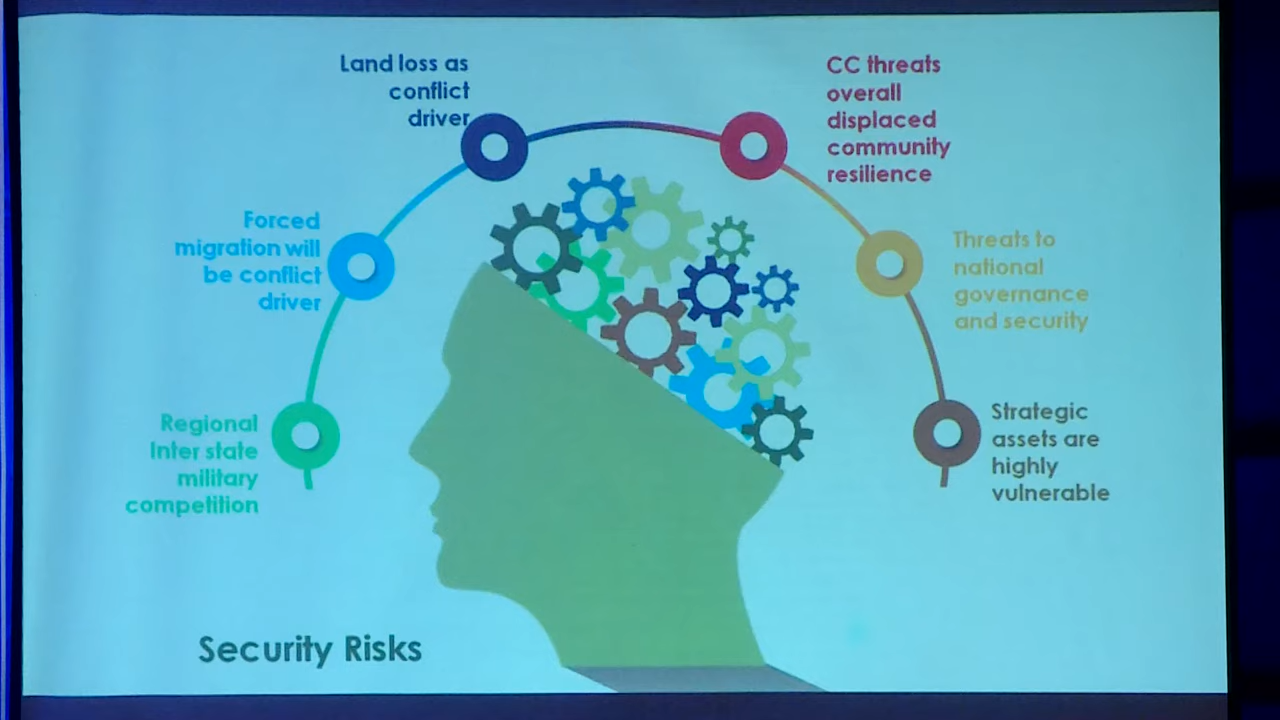 Land loss as
conflict
driver
CC threats
overall
displaced
community
resilience
Forced
migration will
be conflict
driver
Threats to
national
governance
and security
Regional
Inter state
military
competition
Strategic
assets are
highly
vulnerable
Security Risks